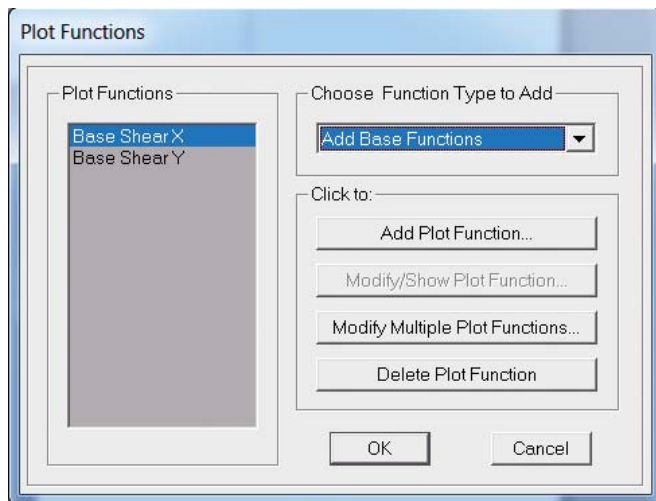 Plot Functions
Plot Functions
Base Shear X
Base Shear Y
Choose Function Type to Add
Add Base Functions
Click to:
Add Plot Function...
Modify/Show Plot Function...
Modify Multiple Plot Functions...
Delete Plot Function
OK
Cancel